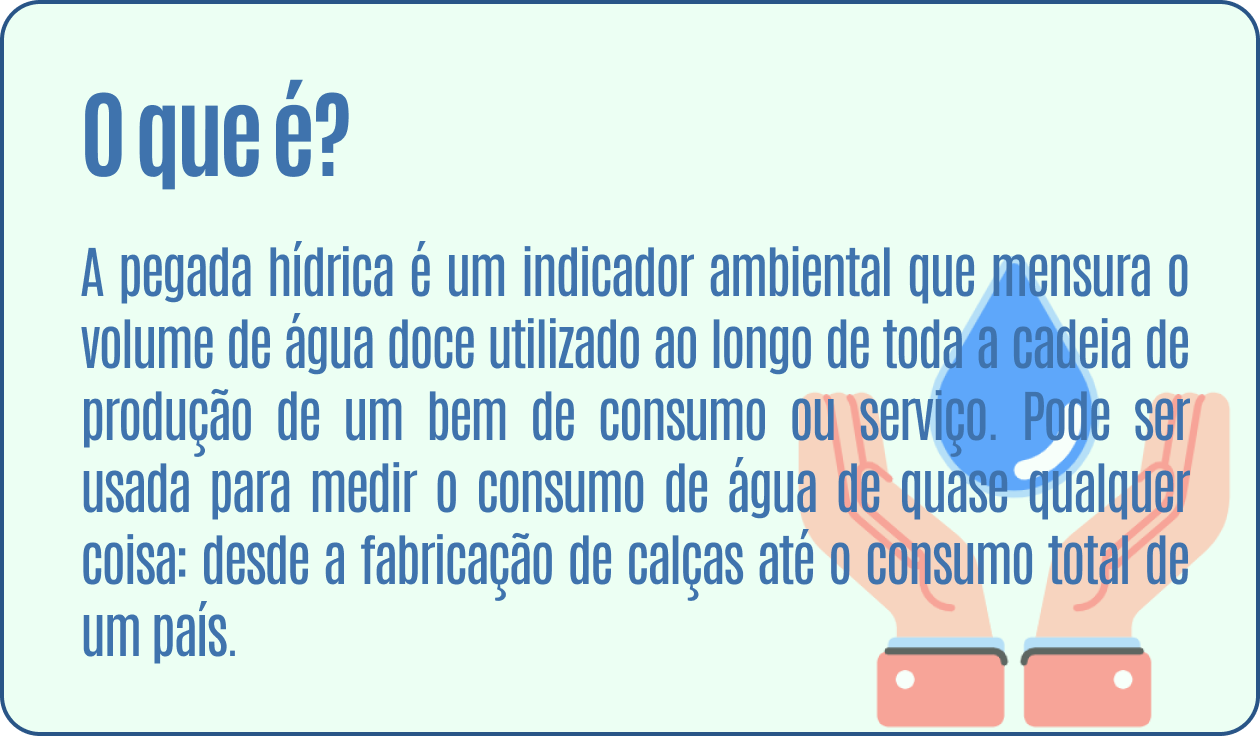 O que é?
A pegada hídrica é um indicador ambiental que mensura o
volume de água doce utilizado ao longo de toda a cadeia de
produção de um bem de consumo ou serviço. Pode ser
usada para medir o consumo de água de quase qualquer
coisa: desde a fabricação de calças até o consumo total de
um país.